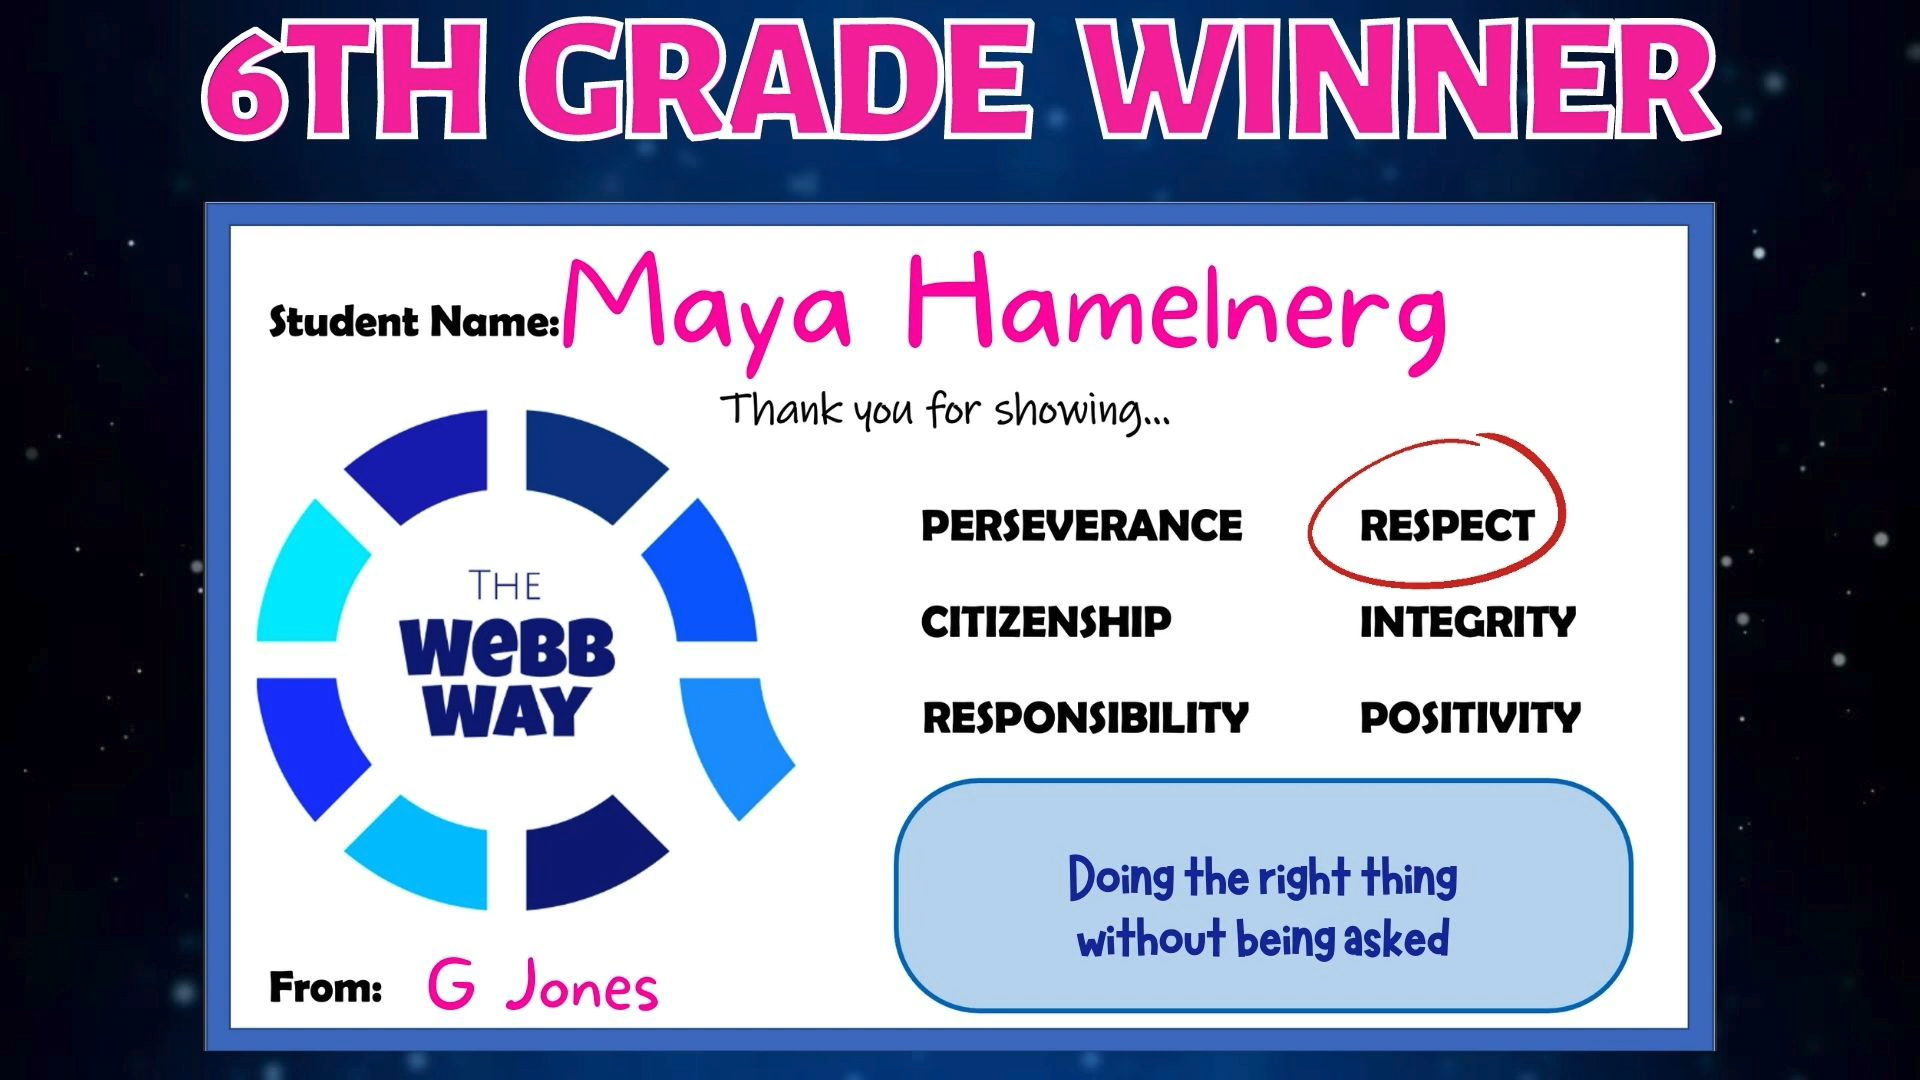 6TH GRADE WINNER
Student Name: Maya Hamelnerg
Thank you for showing...
THE
WeBB
WAY
PERSEVERANCE RESPECT
CITIZENSHIP INTEGRITY
RESPONSIBILITY POSITIVITY
Doing the right thing
without being asked
From: G Jones